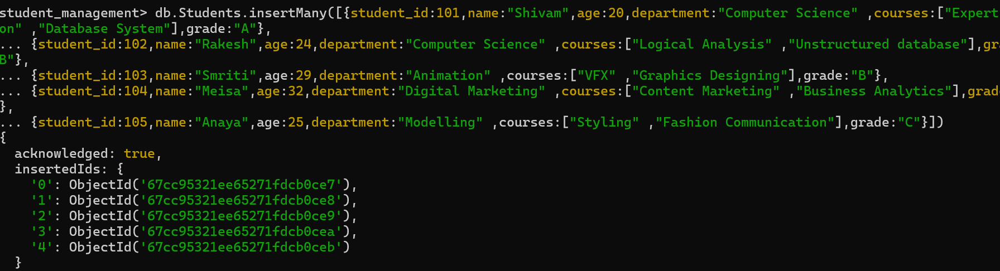 student_management> db.Students.insertMany([{student_id:101,name:"Shivam",age:20,department:"Computer Science" ,courses:["Expert
on" ,"Database System"],grade:"A"},
... {student_id:102,name:"Rakesh",age:24,department:"Computer Science" ,courses:["Logical Analysis" ,"Unstructured database"],gra
B"},
... {student_id:103,name:"Smriti",age:29,department:"Animation" ,courses:["VFX" ,"Graphics Designing"],grade:"B"},
... {student_id:104,name:"Meisa",age:32,department:"Digital Marketing" ,courses:["Content Marketing" ,"Business Analytics"],grad
},
... {student_id:105,name:"Anaya",age:25,department:"Modelling" ,courses:["Styling" ,"Fashion Communication"],grade:"C"}])
{
  acknowledged: true,
  insertedIds: {
    '0': ObjectId('67cc95321ee65271fdcb0ce7'),
    '1': ObjectId('67cc95321ee65271fdcb0ce8'),
    '2': ObjectId('67cc95321ee65271fdcb0ce9'),
    '3': ObjectId('67cc95321ee65271fdcb0cea'),
    '4': ObjectId('67cc95321ee65271fdcb0ceb')
  }